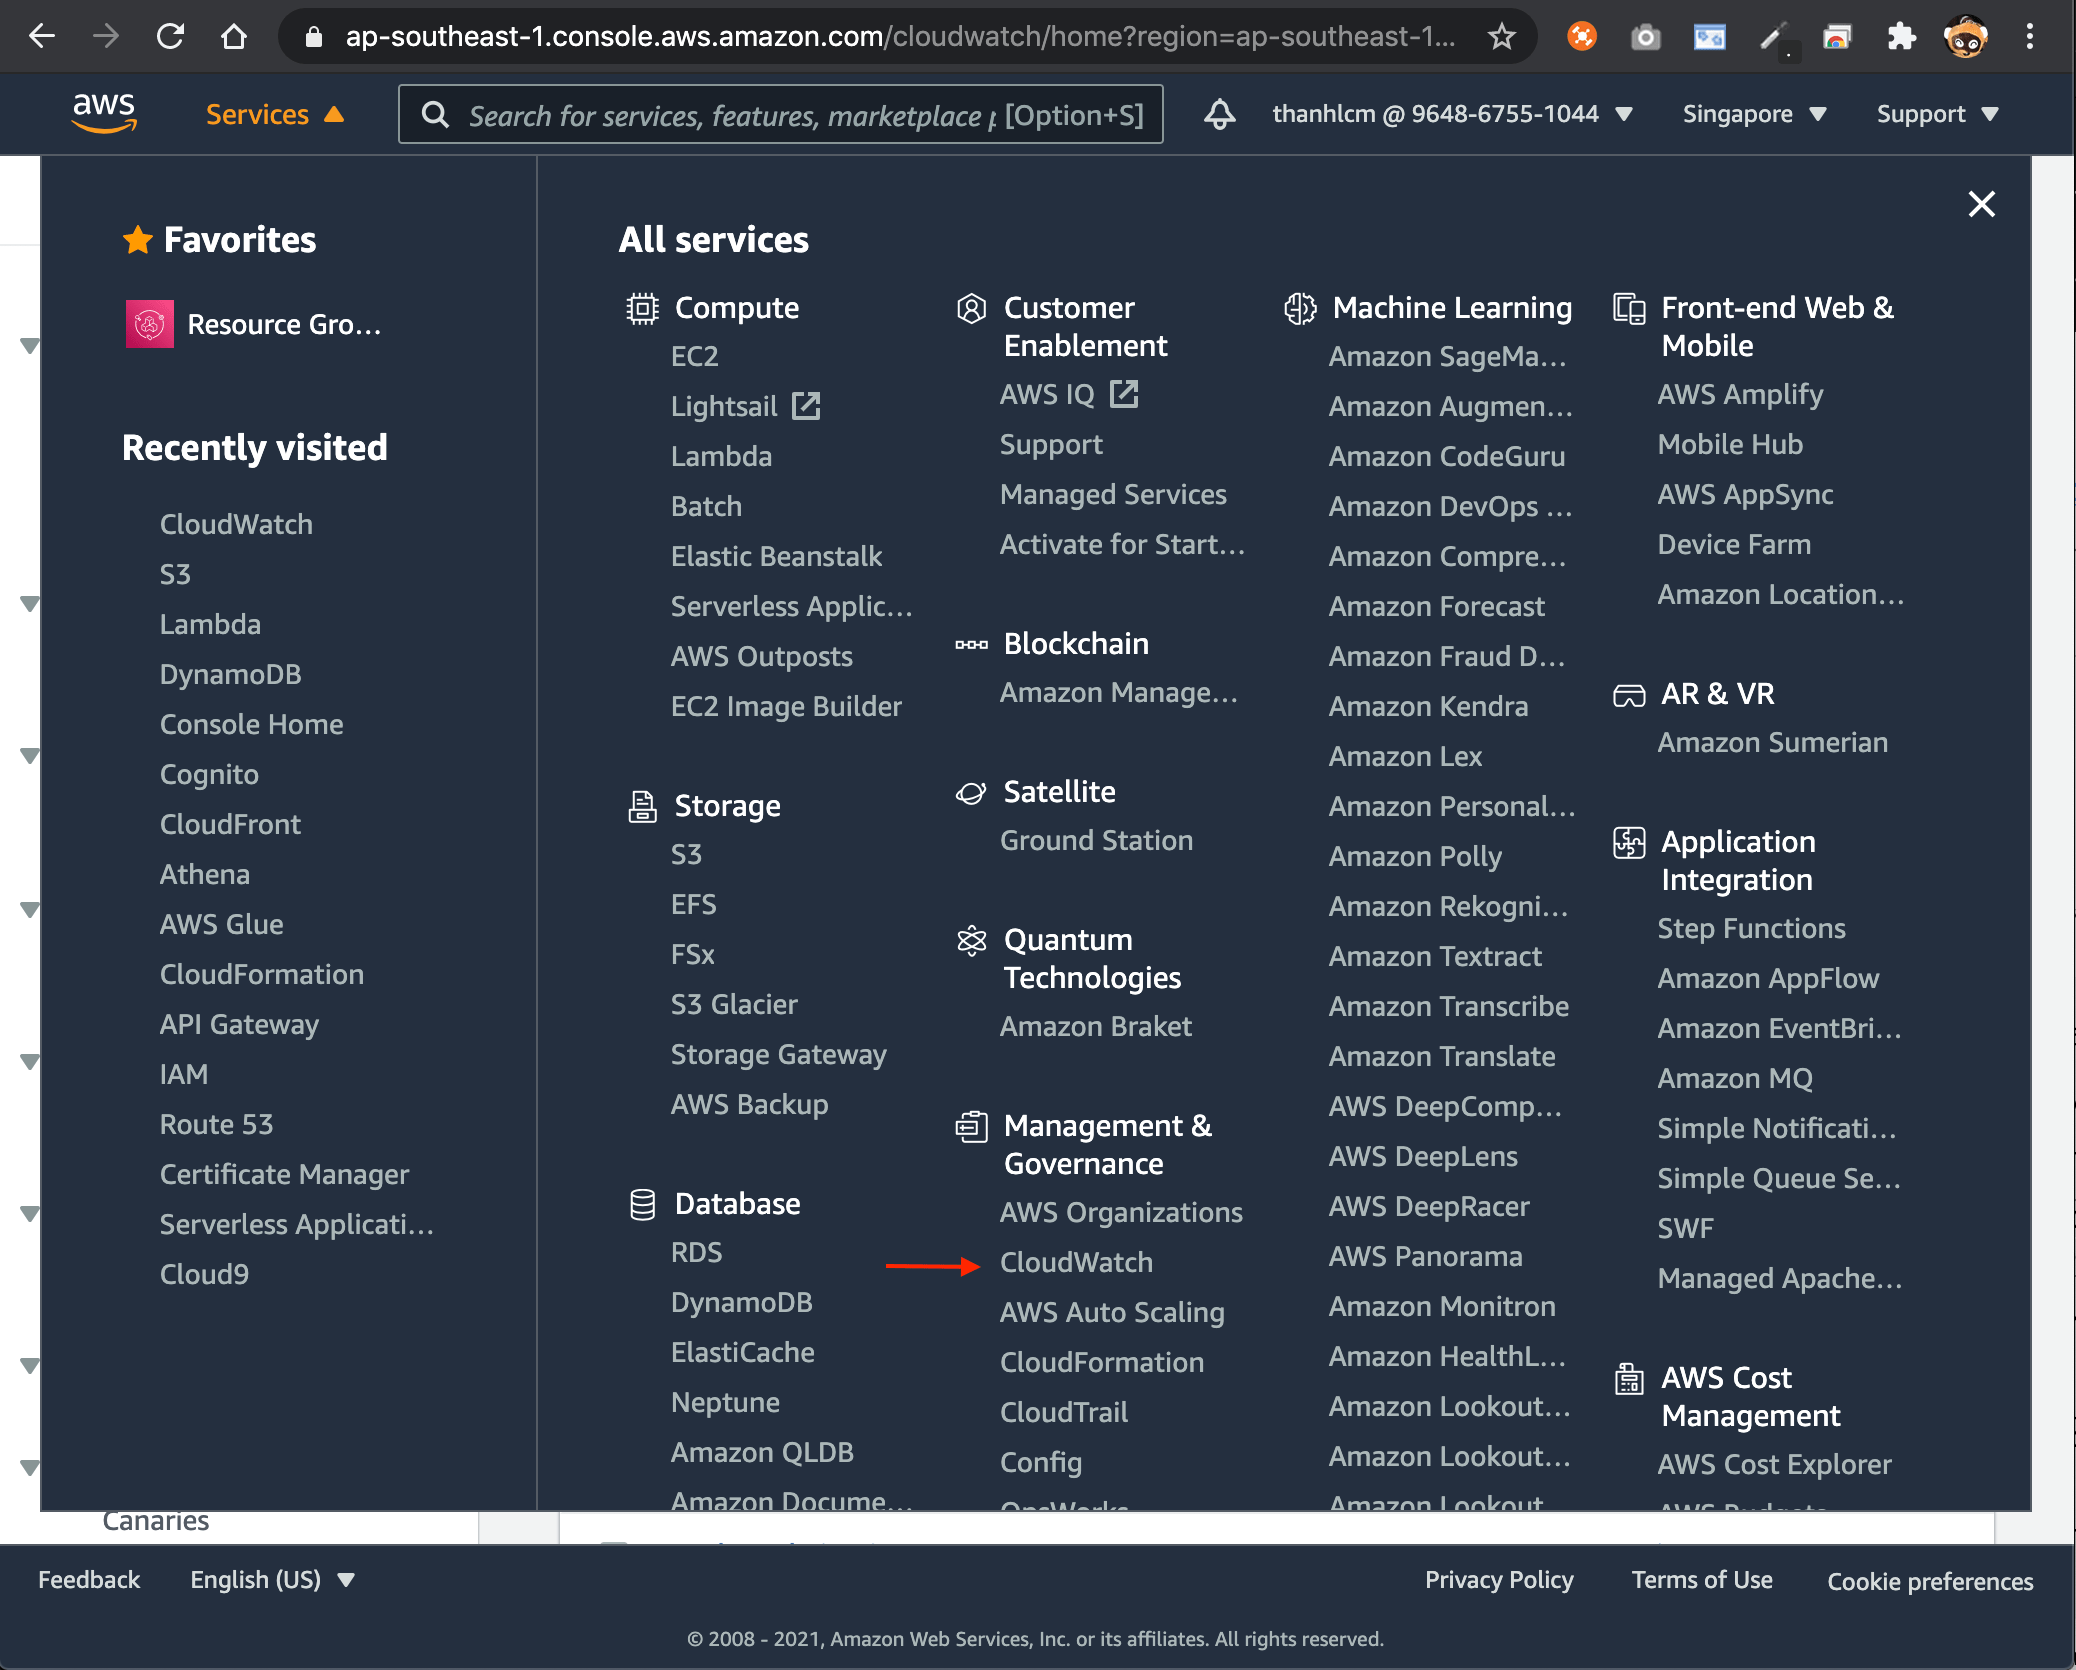 ap-southeast-1.console.aws.amazon.com/cloudwatch/home?region=ap-southeast-1...
aws
Services
Search for services, features, marketplace p [Option+S]
thanhlcm @ 9648-6755-1044
Singapore
Support
Favorites
Resource Gro...
Recently visited
CloudWatch
S3
Lambda
DynamoDB
Console Home
Cognito
CloudFront
Athena
AWS Glue
CloudFormation
API Gateway
IAM
Route 53
Certificate Manager
Serverless Applicati...
Cloud9
All services
Compute
EC2
Lightsail
Lambda
Batch
Elastic Beanstalk
Serverless Applic...
AWS Outposts
EC2 Image Builder
Storage
S3
EFS
FSx
S3 Glacier
Storage Gateway
AWS Backup
Database
RDS
DynamoDB
ElastiCache
Neptune
Amazon QLDB
Amazon Docume...
Customer
Enablement
AWS IQ
Support
Managed Services
Activate for Start...
Blockchain
Amazon Manage...
Satellite
Ground Station
Quantum
Technologies
Amazon Braket
Management &
Governance
AWS Organizations
CloudWatch
AWS Auto Scaling
CloudFormation
CloudTrail
Config
OpsWorks
Machine Learning
Amazon SageMa...
Amazon Augmen...
Amazon CodeGuru
Amazon DevOps ...
Amazon Compre...
Amazon Forecast
Amazon Fraud D...
Amazon Kendra
Amazon Lex
Amazon Personal...
Amazon Polly
Amazon Rekogni...
Amazon Textract
Amazon Transcribe
Amazon Translate
AWS DeepComp...
AWS DeepLens
AWS DeepRacer
AWS Panorama
Amazon Monitron
Amazon HealthL...
Amazon Lookout...
Amazon Lookout...
Amazon Lookout
Front-end Web &
Mobile
AWS Amplify
Mobile Hub
AWS AppSync
Device Farm
Amazon Location...
AR & VR
Amazon Sumerian
Application
Integration
Step Functions
Amazon AppFlow
Amazon EventBri...
Amazon MQ
Simple Notificati...
Simple Queue Se...
SWF
Managed Apache...
AWS Cost
Management
AWS Cost Explorer
AWS Budgets
Canaries
Feedback
English (US)
Privacy Policy
Terms of Use
Cookie preferences
© 2008 - 2021, Amazon Web Services, Inc. or its affiliates. All rights reserved.